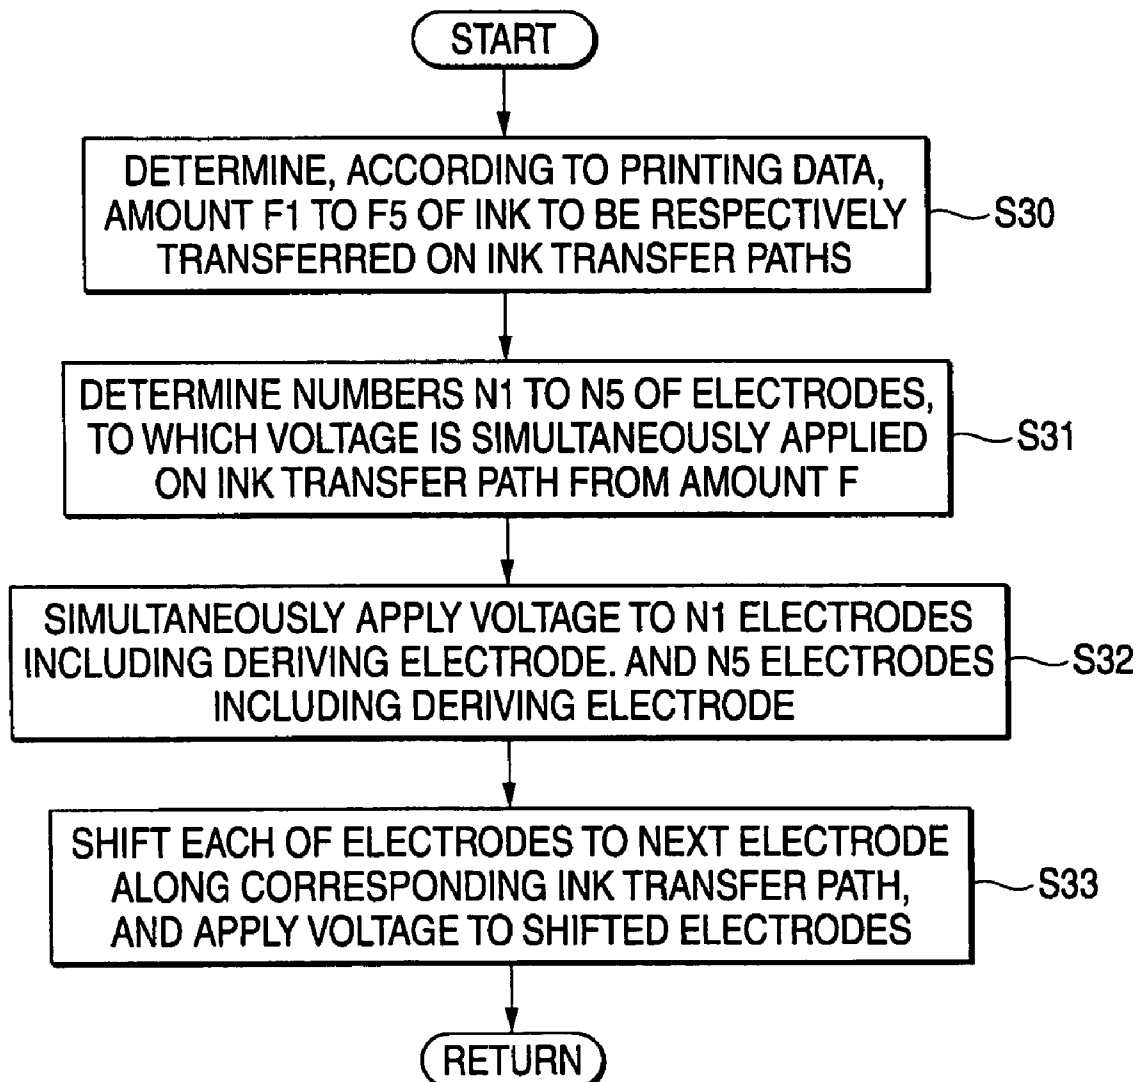 START
DETERMINE, ACCORDING TO PRINTING DATA,
AMOUNT F1 TO F5 OF INK TO BE RESPECTIVELY
TRANSFERRED ON INK TRANSFER PATHS
S30
DETERMINE NUMBERS N1 TO N5 OF ELECTRODES,
TO WHICH VOLTAGE IS SIMULTANEOUSLY APPLIED
ON INK TRANSFER PATH FROM AMOUNT F
S31
SIMULTANEOUSLY APPLY VOLTAGE TO N1 ELECTRODES
INCLUDING DERIVING ELECTRODE. AND N5 ELECTRODES
INCLUDING DERIVING ELECTRODE
S32
SHIFT EACH OF ELECTRODES TO NEXT ELECTRODE
ALONG CORRESPONDING INK TRANSFER PATH,
AND APPLY VOLTAGE TO SHIFTED ELECTRODES
S33
RETURN